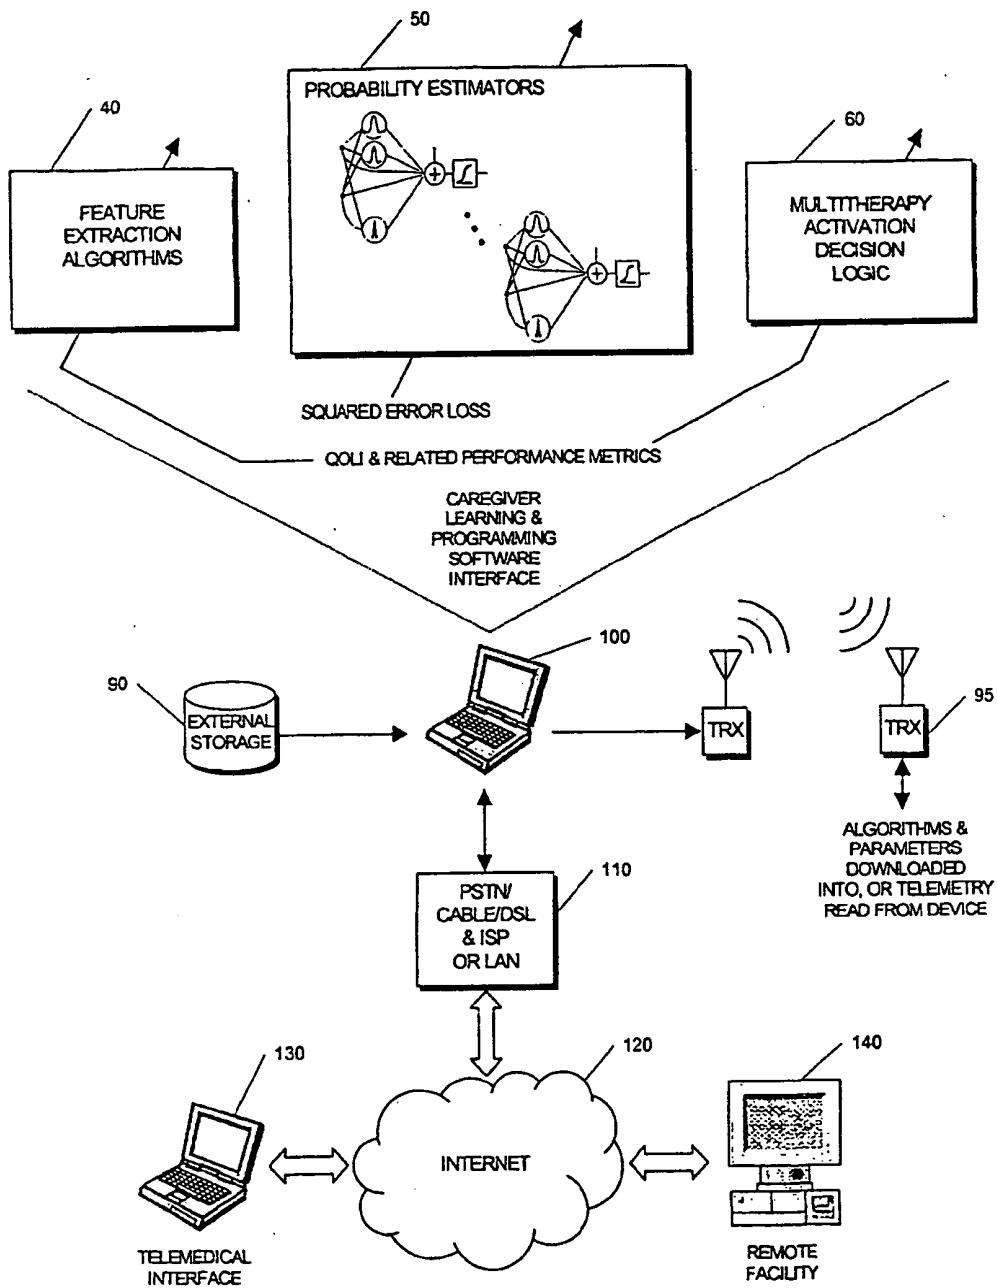 50
PROBABILITY ESTIMATORS
40
60
FEATURE
EXTRACTION
ALGORITHMS
MULTITHERAPY
ACTIVATION
DECISION
LOGIC
SQUARED ERROR LOSS
QOLI & RELATED PERFORMANCE METRICS
CAREGIVER
LEARNING &
PROGRAMMING
SOFTWARE
INTERFACE
100
90
EXTERNAL
STORAGE
TRX
TRX
95
ALGORITHMS &
PARAMETERS
DOWNLOADED
INTO, OR TELEMETRY
READ FROM DEVICE
110
PSTN/
CABLE/DSL
& ISP
OR LAN
120
130
140
INTERNET
TELEMEDICAL
INTERFACE
REMOTE
FACILITY